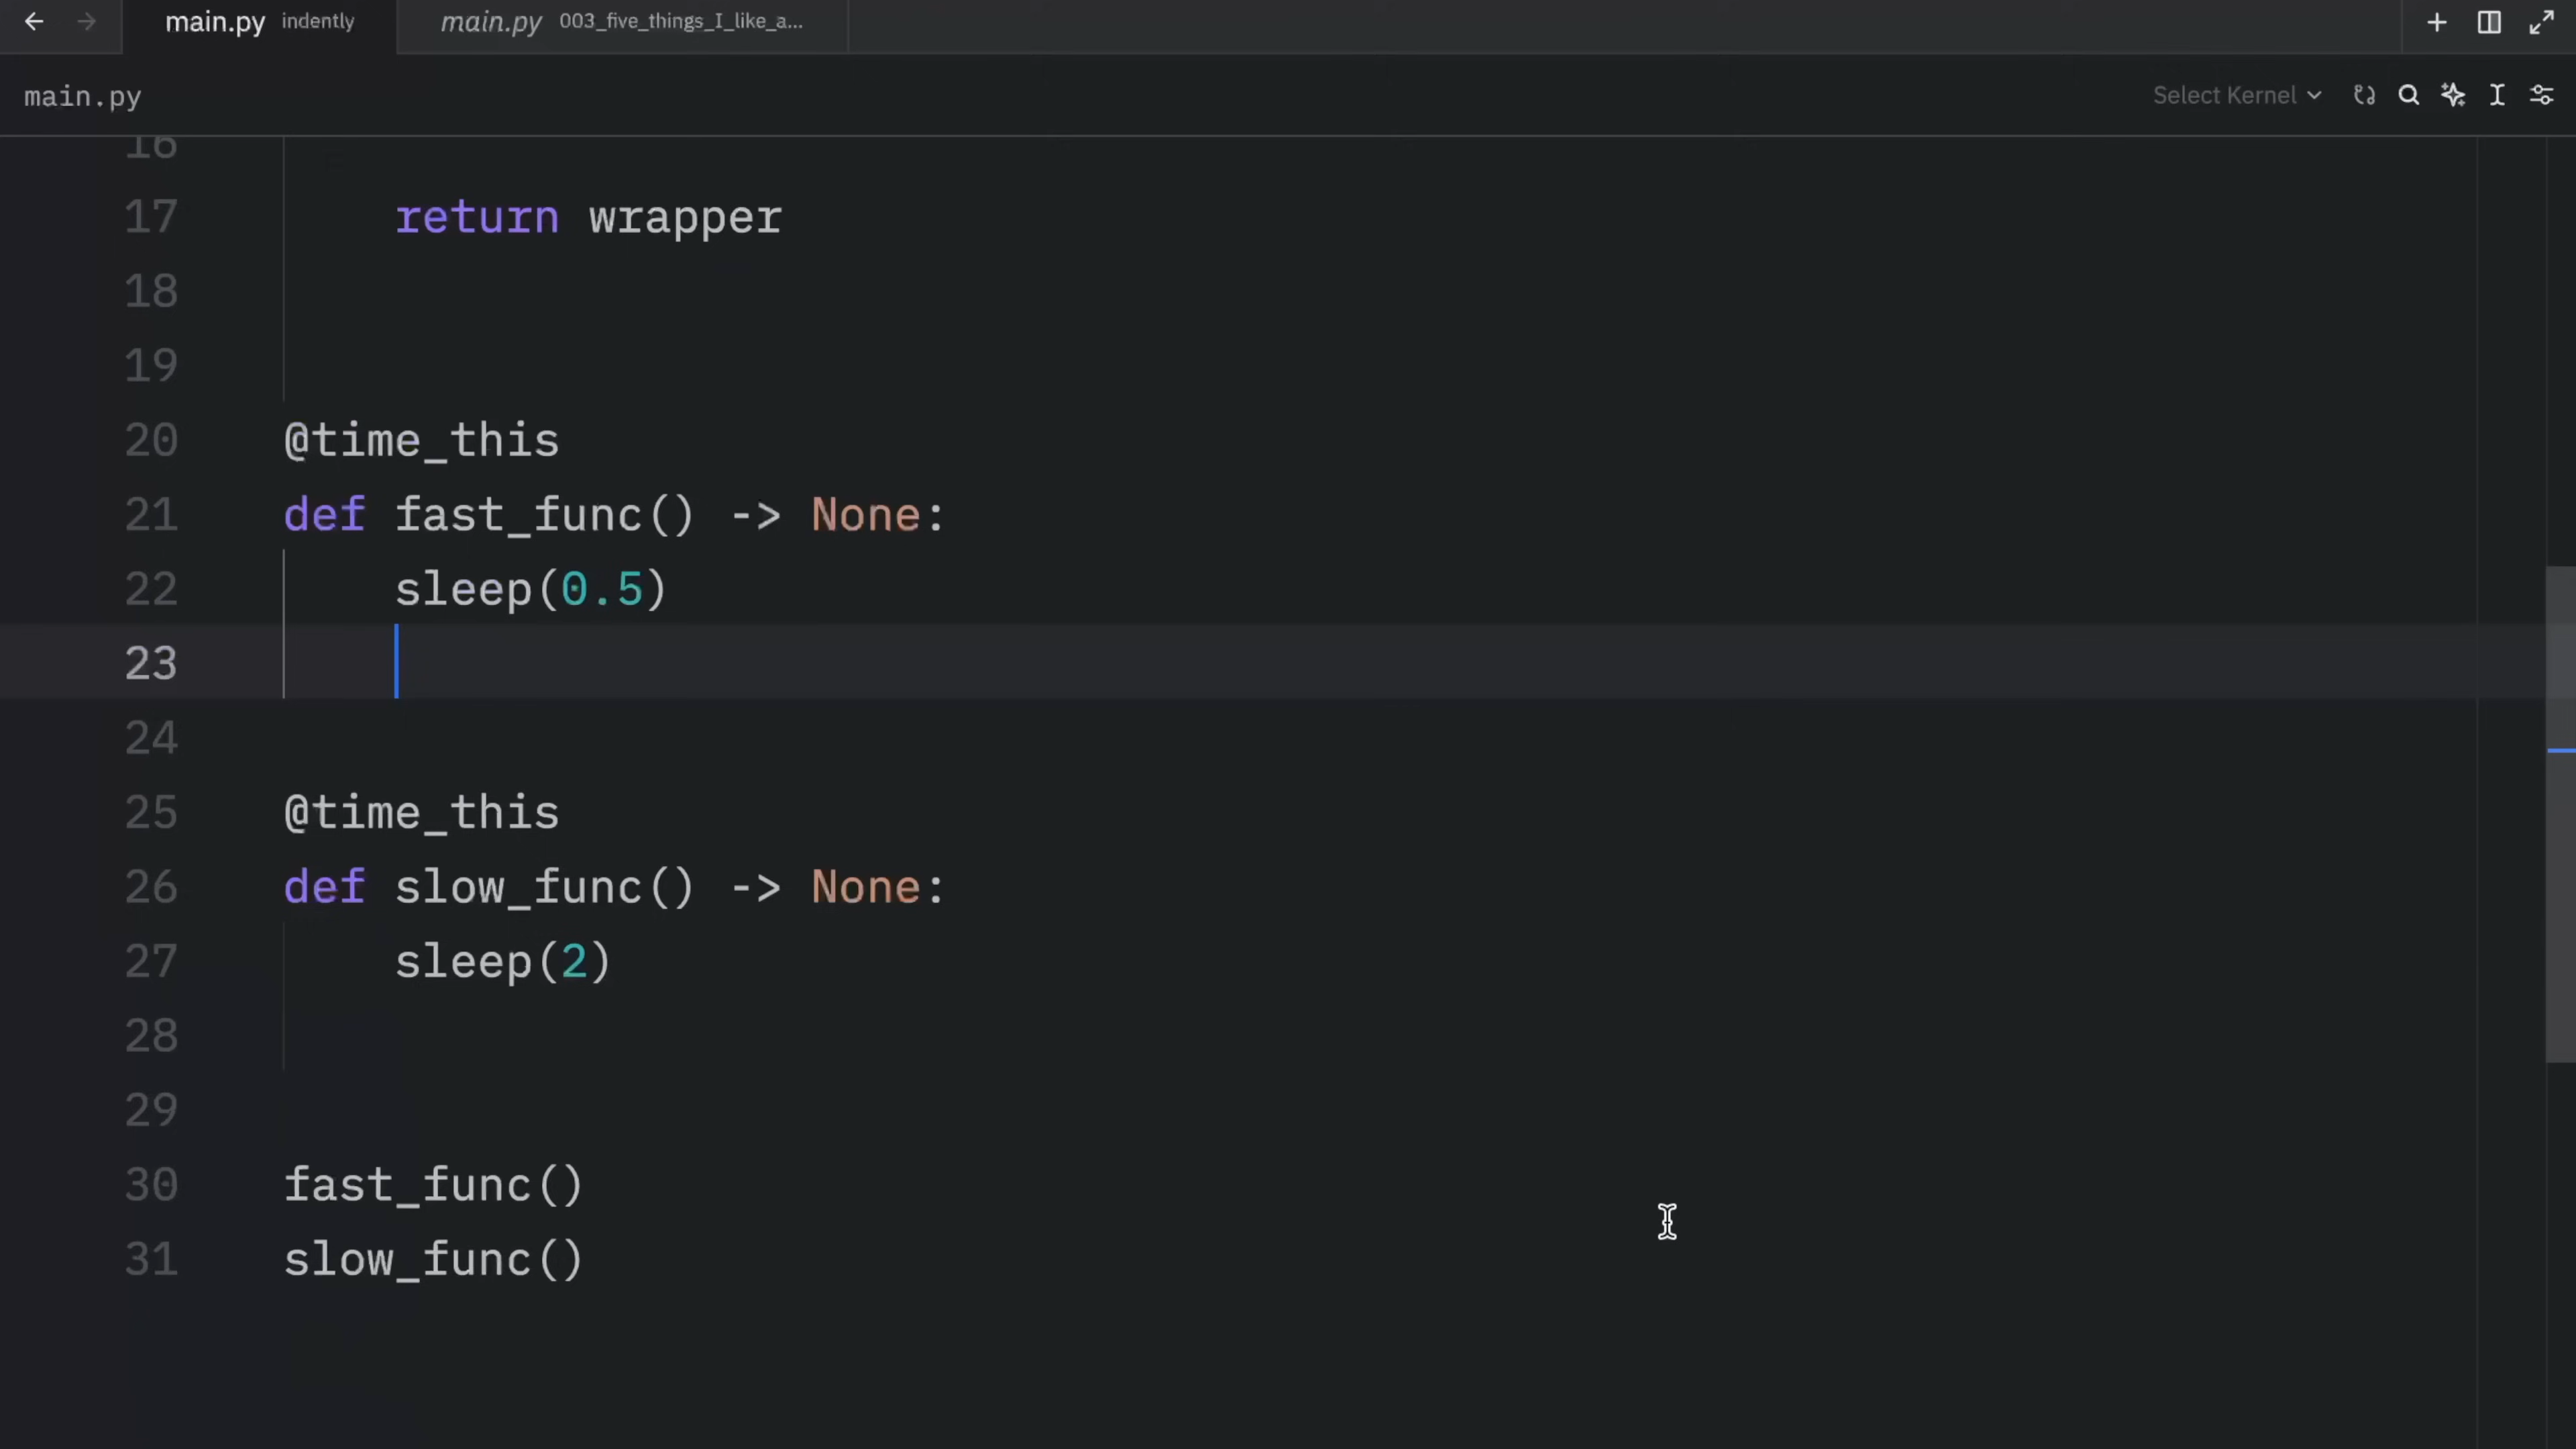 main.py indently main.py 003_five_things_I_like_a...
main.py Select Kernel
16
17 return wrapper
18
19
20 @time_this
21 def fast_func() -> None:
22 sleep(0.5)
23
24
25 @time_this
26 def slow_func() -> None:
27 sleep(2)
28
29
30 fast_func()
31 slow_func()